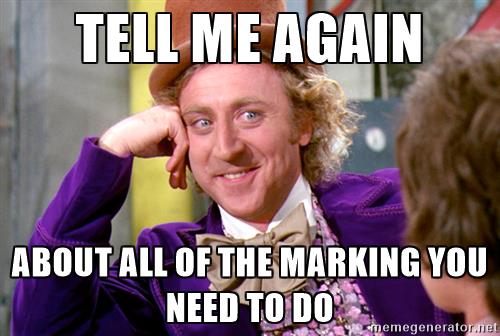 TELL ME AGAIN
ABOUT ALL OF THE MARKING YOU
NEED TO DO
memegenerator.net